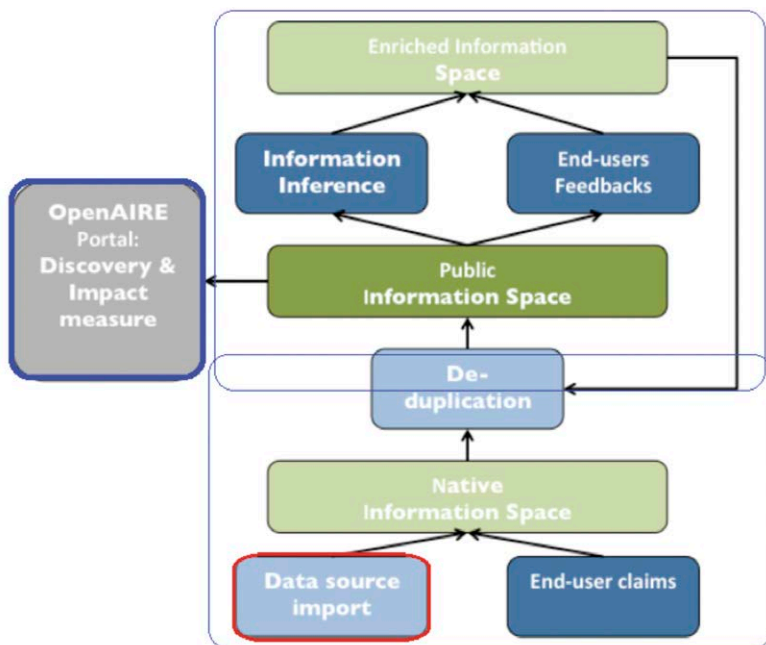 Enriched Information
Space
Information
Inference
End-users
Feedbacks
OpenAIRE
Portal:
Discovery &
Impact
measure
Public
Information Space
De-
duplication
Native
Information Space
Data source
import
End-user claims